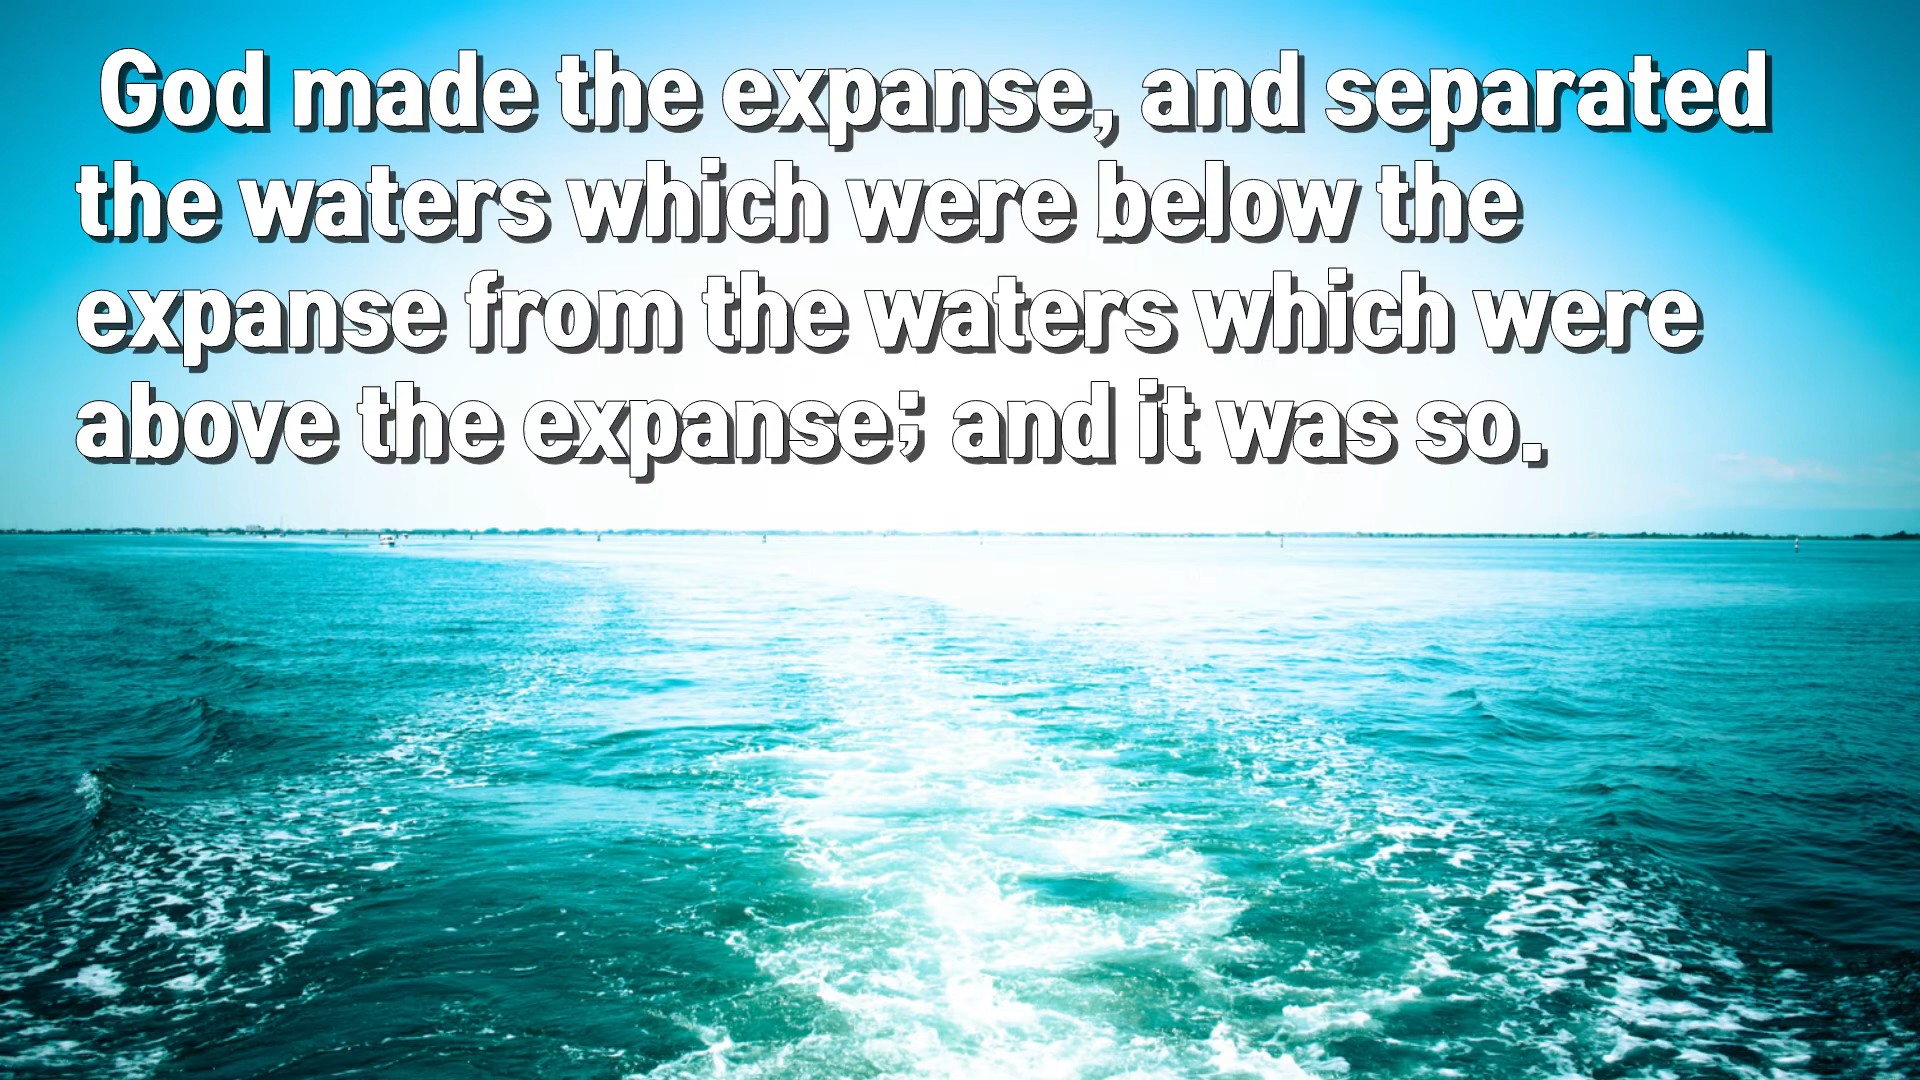 God made the expanse, and separated
the waters which were below the
expanse from the waters which were
above the expanse; and it was so.